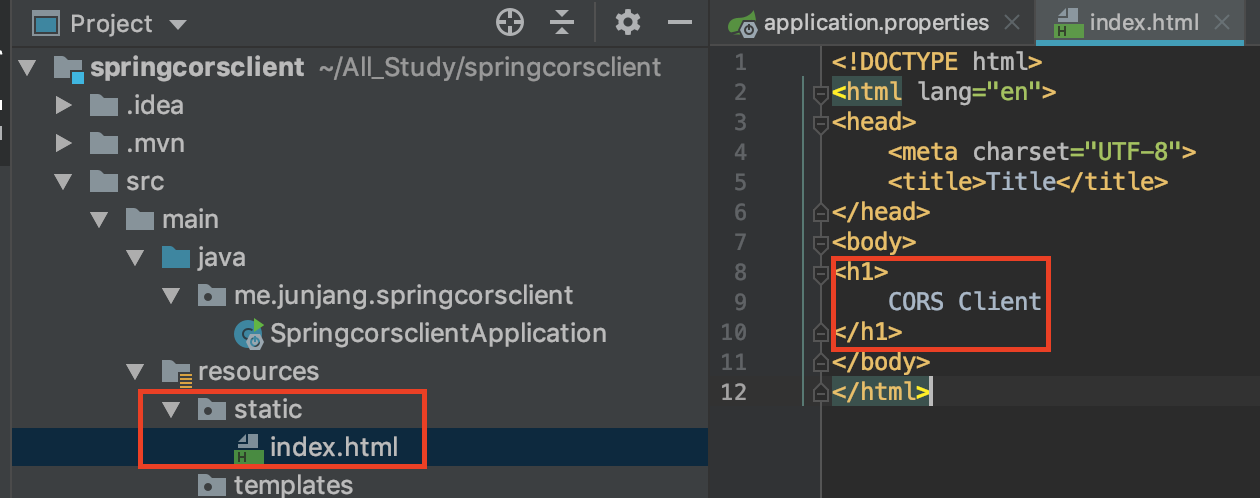 Project
springcorsclient ~/All_Study/springcorsclient
.idea
.mvn
src
main
java
me.junjang.springcorsclient
SpringcorsclientApplication
resources
static
index.html
templates
application.properties
index.html
1 <!DOCTYPE html>
2 <html lang="en">
3 <head>
4 <meta charset="UTF-8">
5 <title>Title</title>
6 </head>
7 <body>
8 <h1>
9 CORS Client
10 </h1>
11 </body>
12 </html>